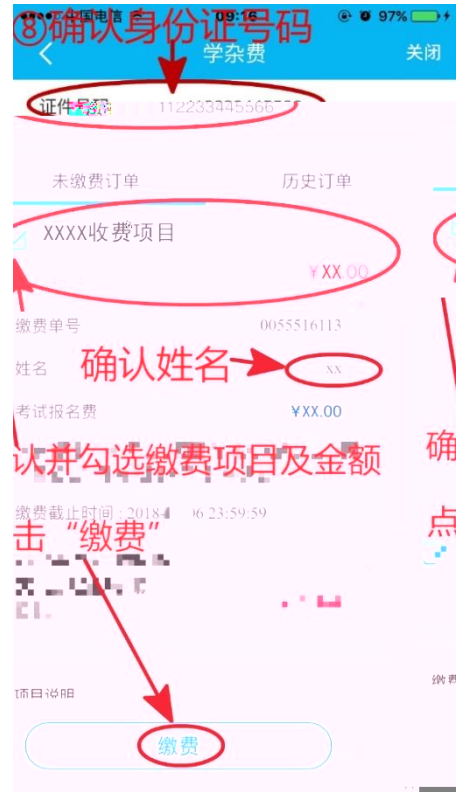 中国电信 09:16 97%
⑧确认身份证号码
学杂费 关闭
证件号码 112233445566
未缴费订单 历史订单
XXXX收费项目
¥XX.00
缴费单号 0055516113
姓名 确认姓名 xx
考试报名费 ¥XX.00
认并勾选缴费项目及金额 确
缴费截止时间:2018- 06 23:59:59
击“缴费” 点
缴费
项目说明
缴费